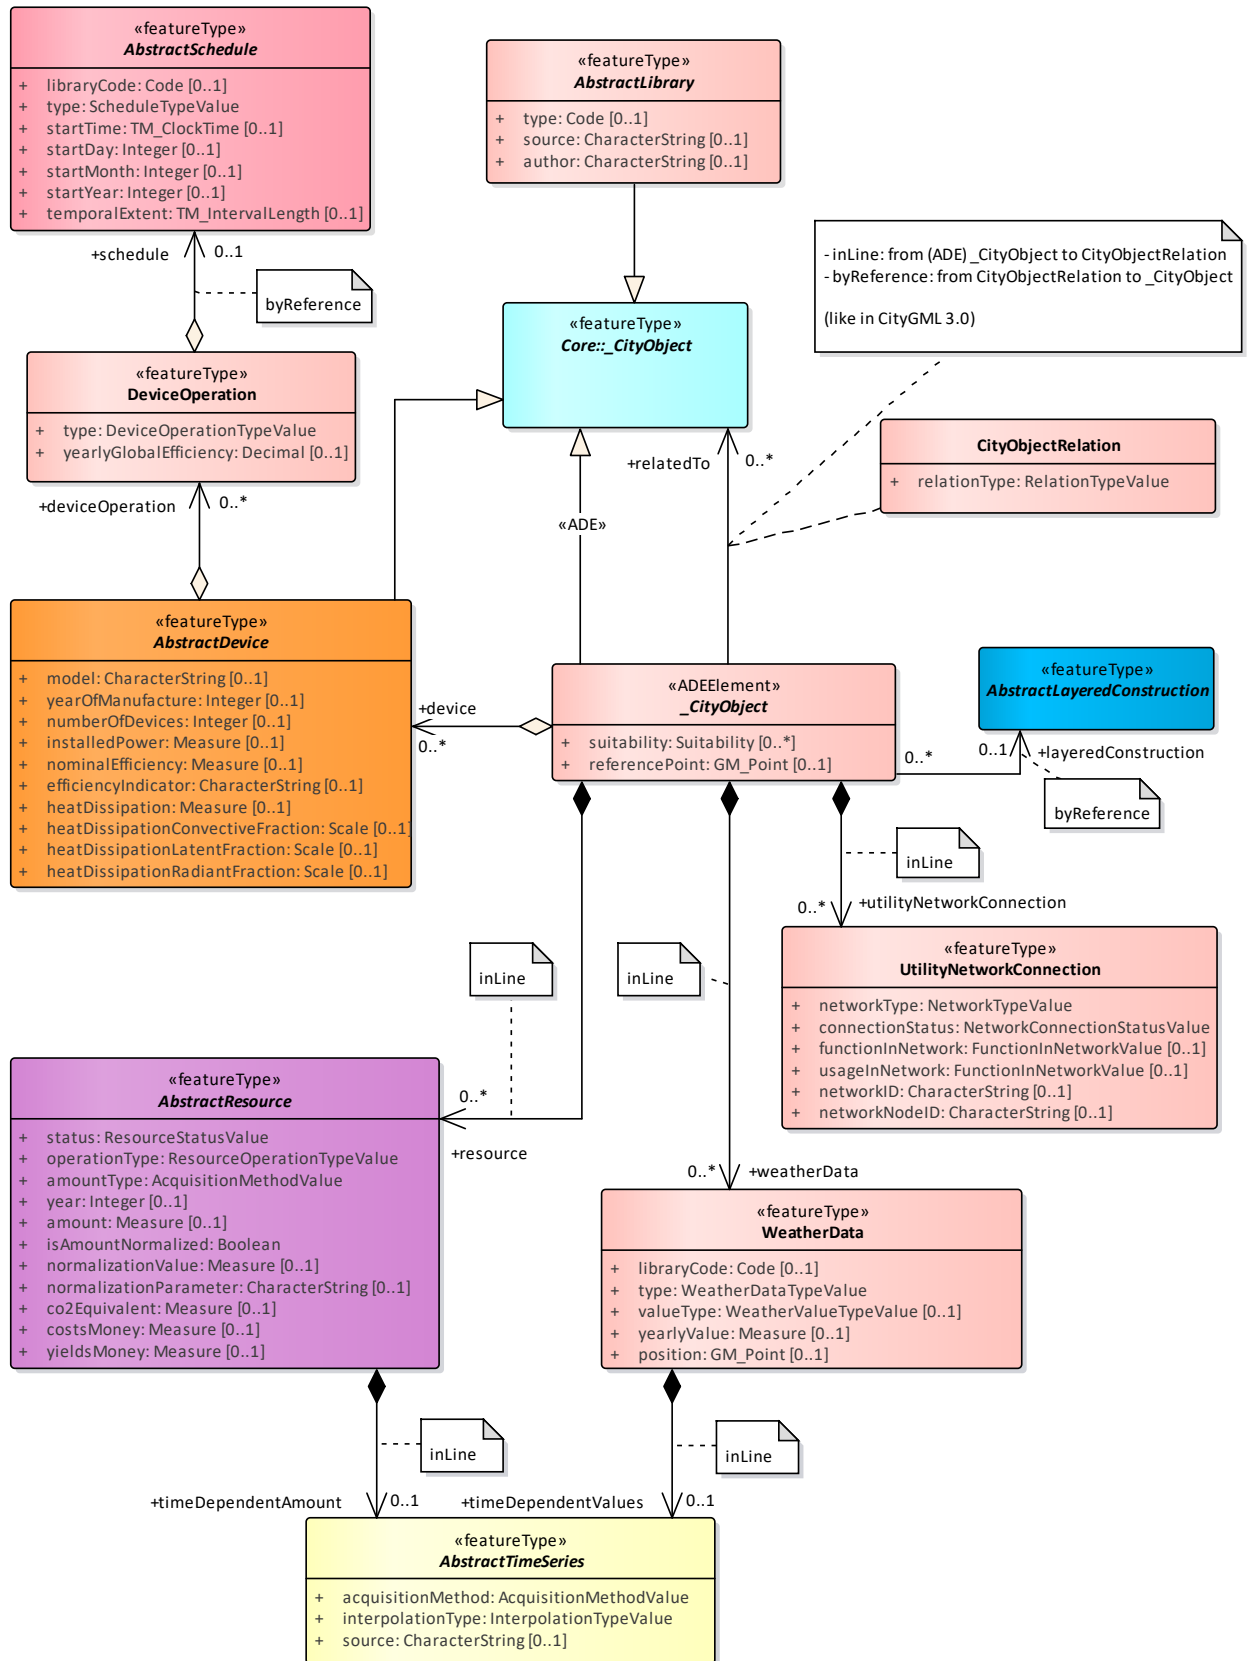 «featureType»
AbstractSchedule
+ libraryCode: Code [0..1]
+ type: ScheduleTypeValue
+ startTime: TM_ClockTime [0..1]
+ startDay: Integer [0..1]
+ startMonth: Integer [0..1]
+ startYear: Integer [0..1]
+ temporalExtent: TM_IntervalLength [0..1]
«featureType»
AbstractLibrary
+ type: Code [0..1]
+ source: CharacterString [0..1]
+ author: CharacterString [0..1]
+schedule 0..1
byReference
- inLine: from (ADE) _CityObject to CityObjectRelation
- byReference: from CityObjectRelation to _CityObject
(like in CityGML 3.0)
«featureType»
Core::_CityObject
«featureType»
DeviceOperation
+ type: DeviceOperationTypeValue
+ yearlyGlobalEfficiency: Decimal [0..1]
CityObjectRelation
+ relationType: RelationTypeValue
+relatedTo 0..*
+deviceOperation 0..*
«ADE»
«featureType»
AbstractDevice
+ model: CharacterString [0..1]
+ yearOfManufacture: Integer [0..1]
+ numberOfDevices: Integer [0..1]
+ installedPower: Measure [0..1]
+ nominalEfficiency: Measure [0..1]
+ efficiencyIndicator: CharacterString [0..1]
+ heatDissipation: Measure [0..1]
+ heatDissipationConvectiveFraction: Scale [0..1]
+ heatDissipationLatentFraction: Scale [0..1]
+ heatDissipationRadiantFraction: Scale [0..1]
+device
0..*
«ADEElement»
_CityObject
+ suitability: Suitability [0..*]
+ referencePoint: GM_Point [0..1]
«featureType»
AbstractLayeredConstruction
0..*
0..1 +layeredConstruction
byReference
inLine
0..* +utilityNetworkConnection
«featureType»
UtilityNetworkConnection
+ networkType: NetworkTypeValue
+ connectionStatus: NetworkConnectionStatusValue
+ functionInNetwork: FunctionInNetworkValue [0..1]
+ usageInNetwork: FunctionInNetworkValue [0..1]
+ networkID: CharacterString [0..1]
+ networkNodeID: CharacterString [0..1]
inLine
inLine
«featureType»
AbstractResource
+ status: ResourceStatusValue
+ operationType: ResourceOperationTypeValue
+ amountType: AcquisitionMethodValue
+ year: Integer [0..1]
+ amount: Measure [0..1]
+ isAmountNormalized: Boolean
+ normalizationValue: Measure [0..1]
+ normalizationParameter: CharacterString [0..1]
+ co2Equivalent: Measure [0..1]
+ costsMoney: Measure [0..1]
+ yieldsMoney: Measure [0..1]
0..*
+resource
0..* +weatherData
«featureType»
WeatherData
+ libraryCode: Code [0..1]
+ type: WeatherDataTypeValue
+ valueType: WeatherValueTypeValue [0..1]
+ yearlyValue: Measure [0..1]
+ position: GM_Point [0..1]
inLine
inLine
+timeDependentAmount 0..1
+timeDependentValues 0..1
«featureType»
AbstractTimeSeries
+ acquisitionMethod: AcquisitionMethodValue
+ interpolationType: InterpolationTypeValue
+ source: CharacterString [0..1]